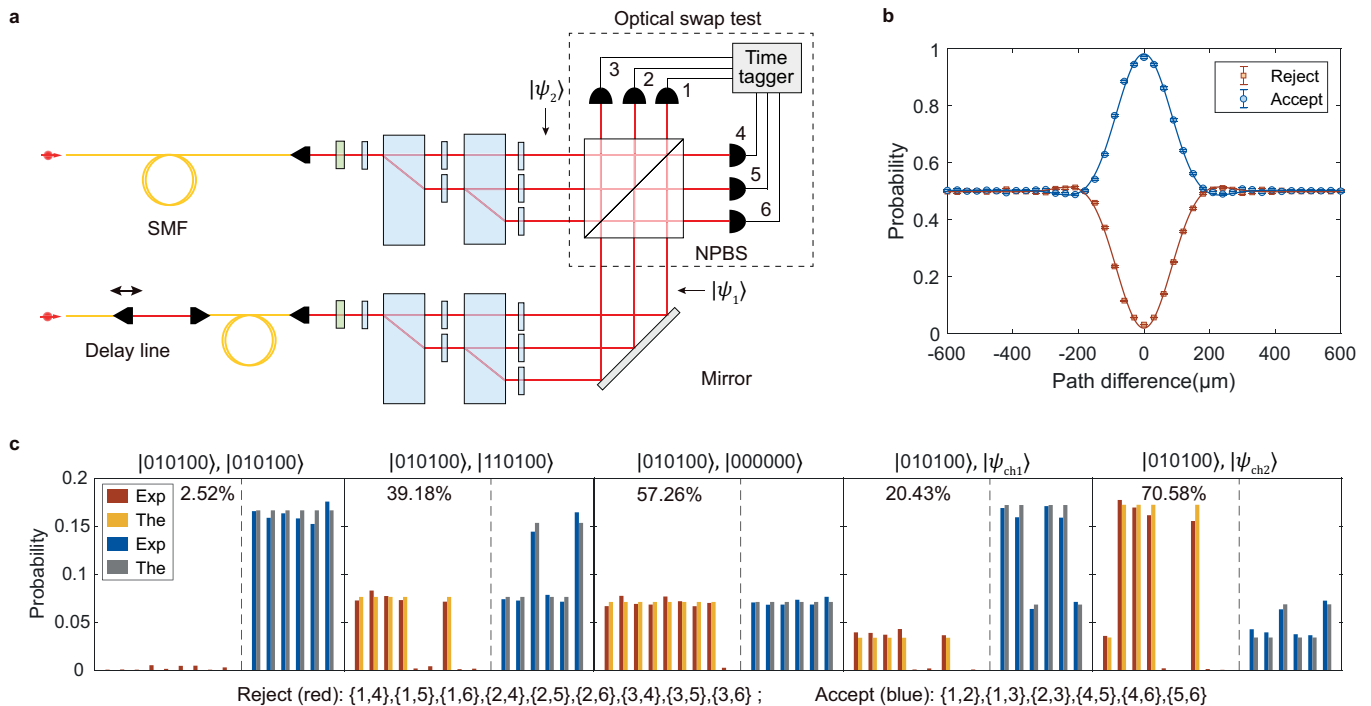 a
Optical swap test
3
2
1
Time
tagger
|ψ2⟩
4
5
6
SMF
NPBS
|ψ1⟩
Delay line
Mirror
b
1
0.8
0.6
0.4
0.2
0
Probability
Reject
Accept
-600 -400 -200 0 200 400 600
Path difference(μm)
c
|010100⟩, |010100⟩
|010100⟩, |110100⟩
|010100⟩, |000000⟩
|010100⟩, |ψch1⟩
|010100⟩, |ψch2⟩
0.2
0.15
0.1
0.05
0
Probability
Exp
The
Exp
The
2.52%
39.18%
57.26%
20.43%
70.58%
Reject (red): {1,4},{1,5},{1,6},{2,4},{2,5},{2,6},{3,4},{3,5},{3,6} ; Accept (blue): {1,2},{1,3},{2,3},{4,5},{4,6},{5,6}